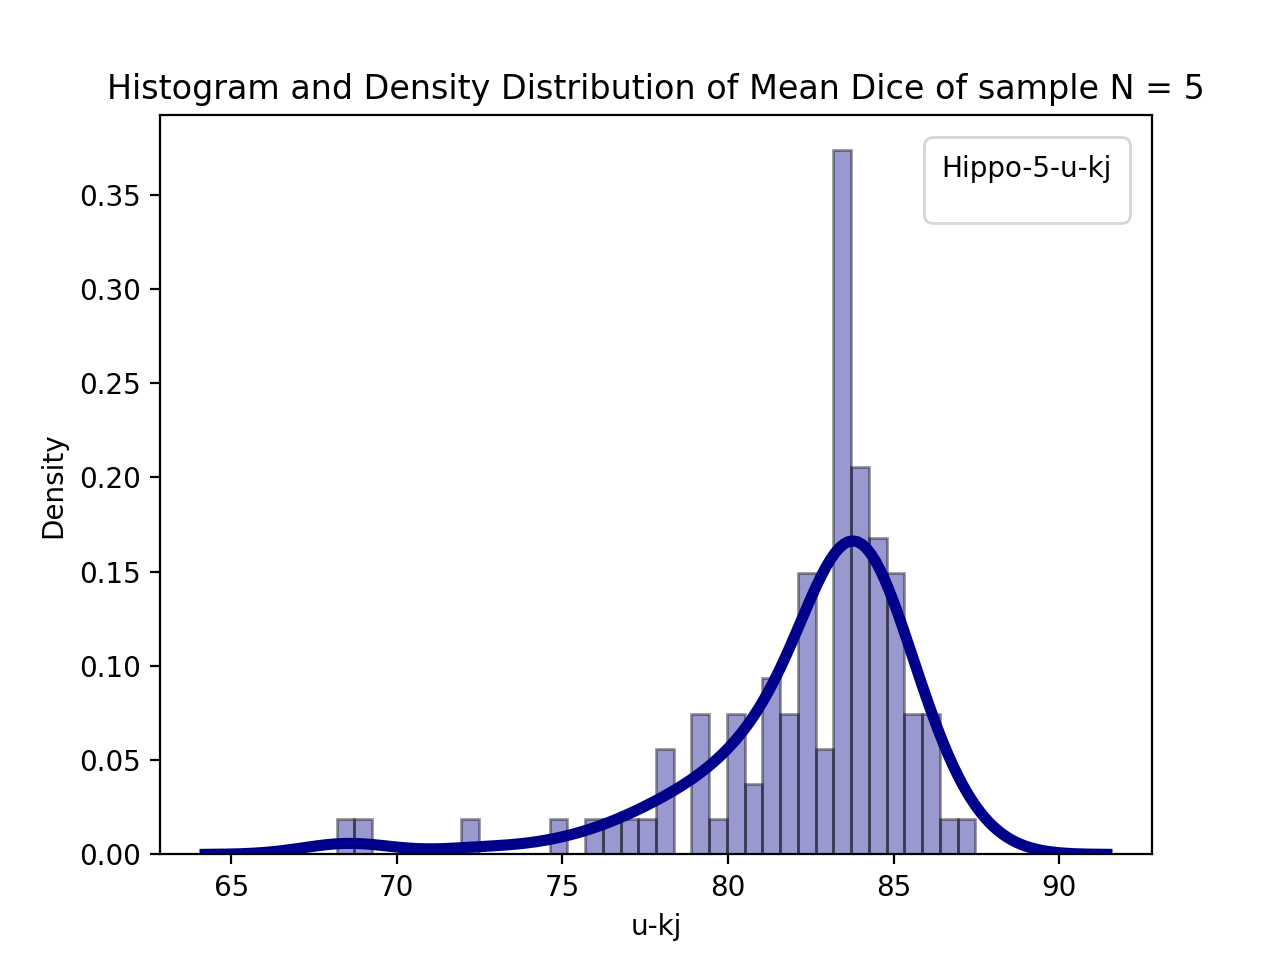 Histogram and Density Distribution of Mean Dice of sample N = 5
Hippo-5-u-kj
0.35
0.30
0.25
0.20
0.15
0.10
0.05
0.00
Density
65 70 75 80 85 90
u-kj